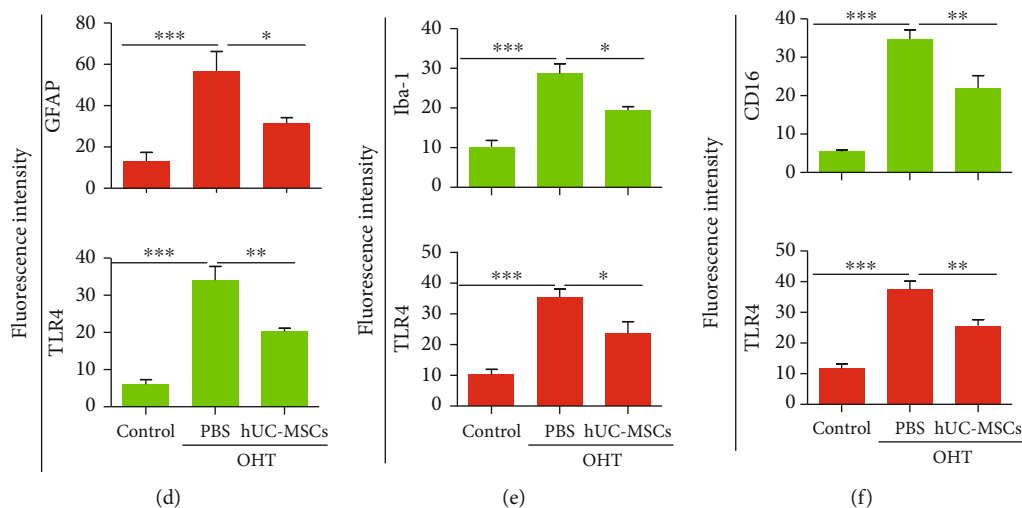 Fluorescence intensity
GFAP
80
60
40
20
0
***
*
TLR4
40
30
20
10
0
***
**
Control
PBS
hUC-MSCs
OHT
(d)
Fluorescence intensity
Iba-1
40
30
20
10
0
***
*
TLR4
50
40
30
20
10
0
***
*
Control
PBS
hUC-MSCs
OHT
(e)
Fluorescence intensity
CD16
40
30
20
10
0
***
**
TLR4
50
40
30
20
10
0
***
**
Control
PBS
hUC-MSCs
OHT
(f)